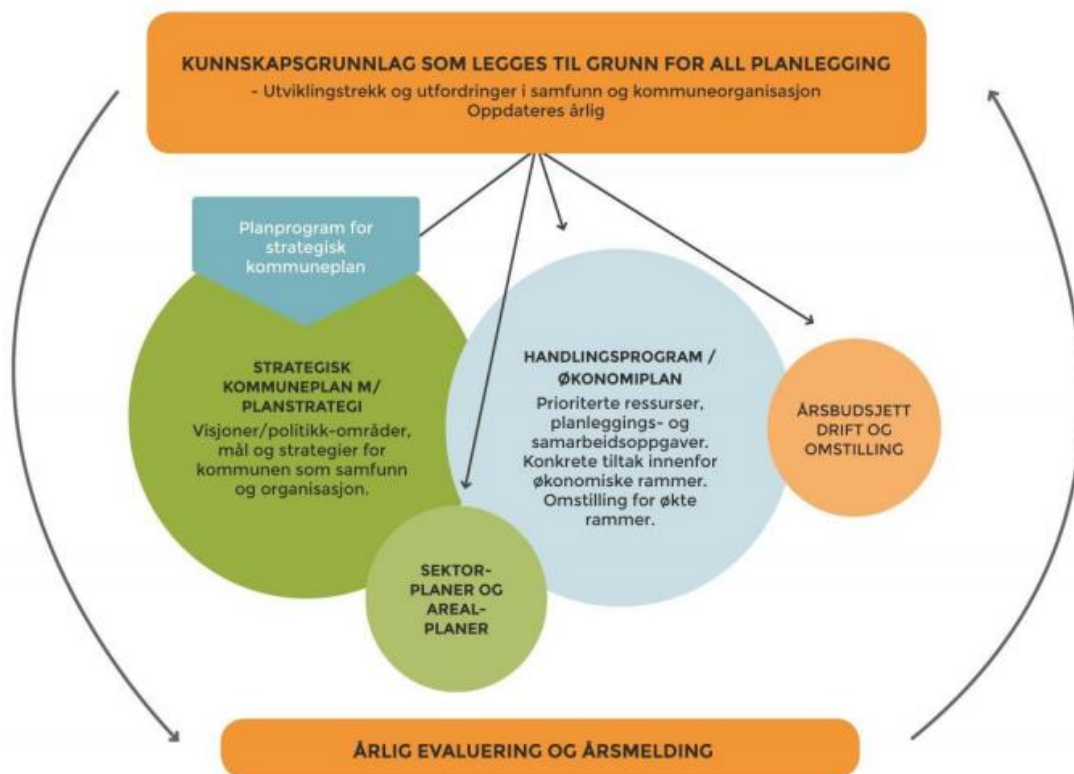 KUNNSKAPSGRUNNLAG SOM LEGGES TIL GRUNN FOR ALL PLANLEGGING
- Utviklingstrekk og utfordringer i samfunn og kommuneorganisasjon
Oppdateres årlig
Planprogram for
strategisk
kommuneplan
STRATEGISK
KOMMUNEPLAN M/
PLANSTRATEGI
Visjoner/politikk-områder,
mål og strategier for
kommunen som samfunn
og organisasjon.
HANDLINGSPROGRAM /
ØKONOMIPLAN
Prioriterte ressurser,
planleggings- og
samarbeidsoppgaver.
Konkrete tiltak innenfor
økonomiske rammer.
Omstilling for økte
rammer.
ÅRSBUDSJETT
DRIFT OG
OMSTILLING
SEKTOR-
PLANER OG
AREAL-
PLANER
ÅRLIG EVALUERING OG ÅRSMELDING